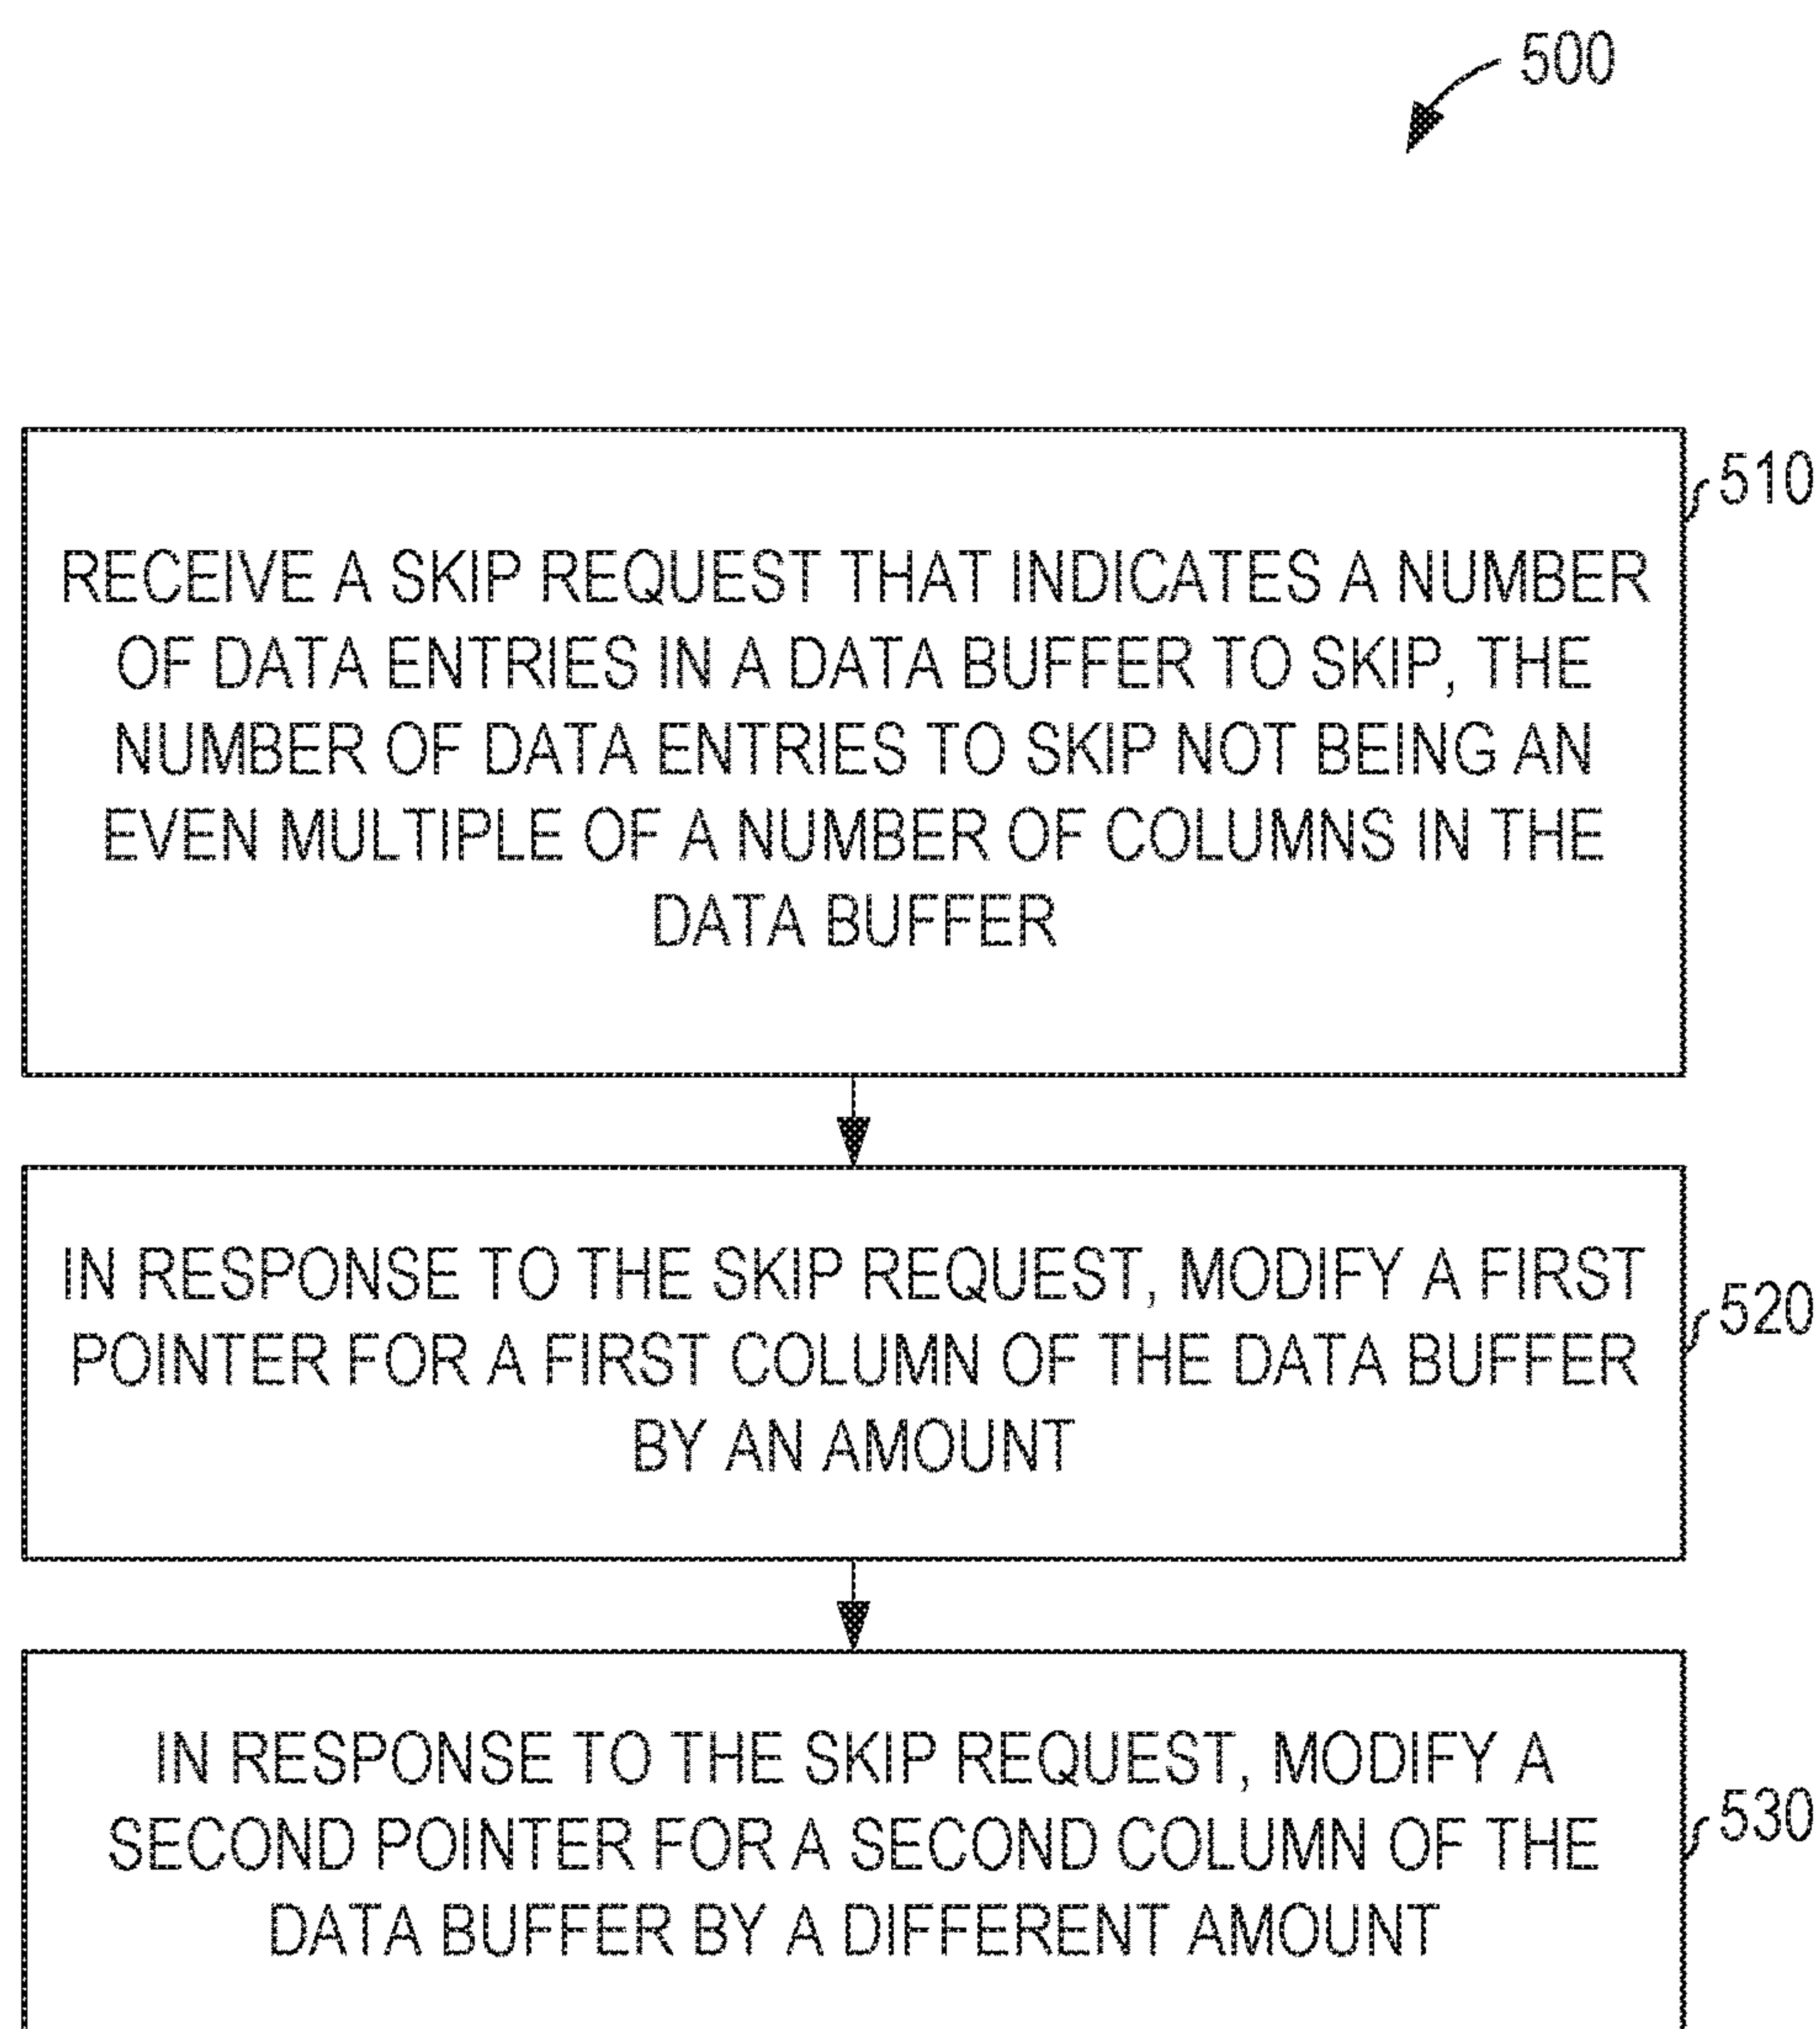 500
RECEIVE A SKIP REQUEST THAT INDICATES A NUMBER
OF DATA ENTRIES IN A DATA BUFFER TO SKIP, THE
NUMBER OF DATA ENTRIES TO SKIP NOT BEING AN
EVEN MULTIPLE OF A NUMBER OF COLUMNS IN THE
DATA BUFFER
510
IN RESPONSE TO THE SKIP REQUEST, MODIFY A FIRST
POINTER FOR A FIRST COLUMN OF THE DATA BUFFER
BY AN AMOUNT
520
IN RESPONSE TO THE SKIP REQUEST, MODIFY A
SECOND POINTER FOR A SECOND COLUMN OF THE
DATA BUFFER BY A DIFFERENT AMOUNT
530